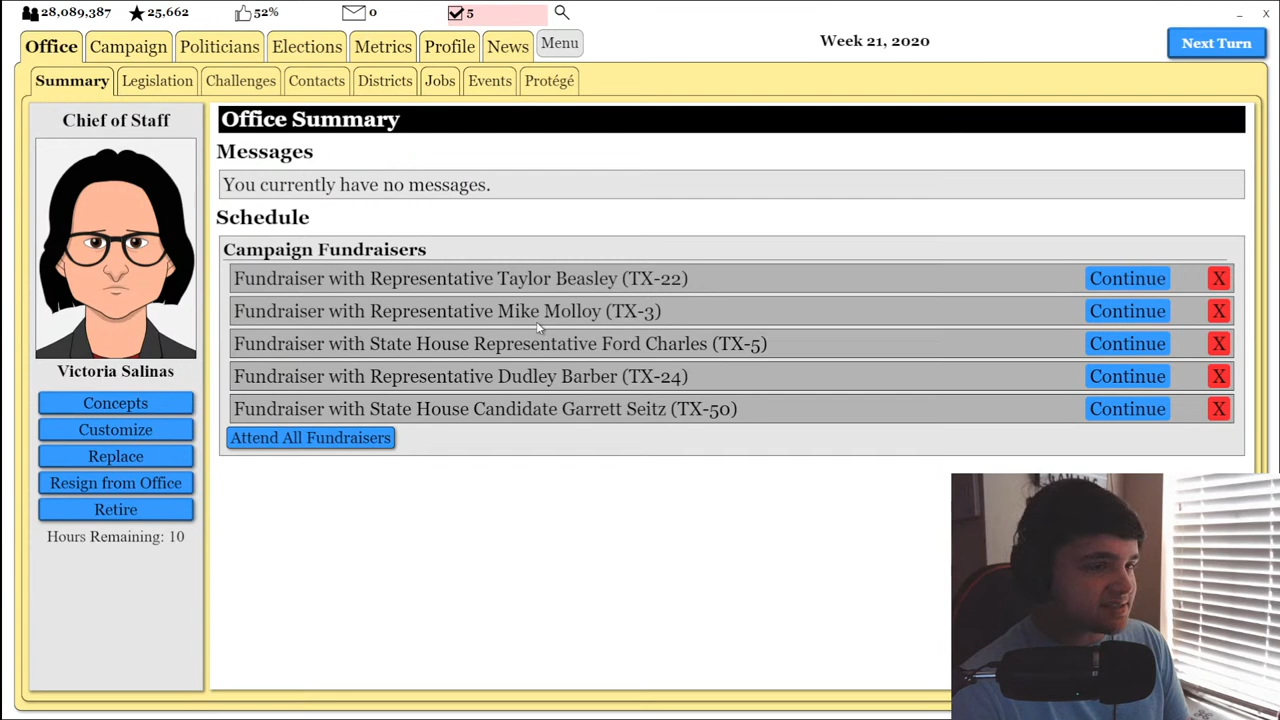 28,089,387 25,662 52% 0 5
Office Campaign Politicians Elections Metrics Profile News Menu Week 21, 2020 Next Turn
Summary Legislation Challenges Contacts Districts Jobs Events Protégé
Chief of Staff
Victoria Salinas
Concepts
Customize
Replace
Resign from Office
Retire
Hours Remaining: 10
Office Summary
Messages
You currently have no messages.
Schedule
Campaign Fundraisers
Fundraiser with Representative Taylor Beasley (TX-22) Continue X
Fundraiser with Representative Mike Molloy (TX-3) Continue X
Fundraiser with State House Representative Ford Charles (TX-5) Continue X
Fundraiser with Representative Dudley Barber (TX-24) Continue X
Fundraiser with State House Candidate Garrett Seitz (TX-50) Continue X
Attend All Fundraisers